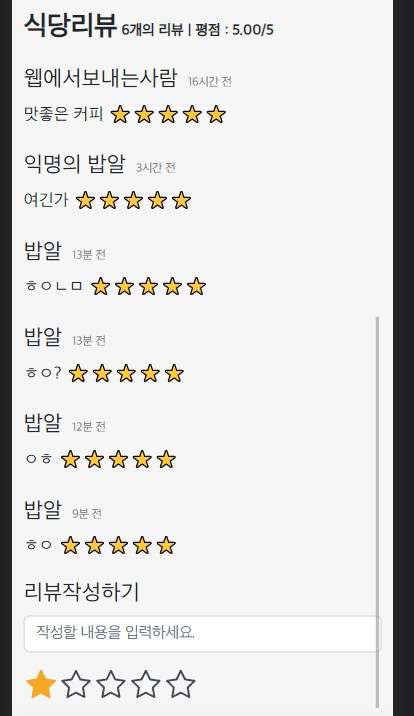 식당리뷰 6개의 리뷰 | 평점 : 5.00/5
웹에서보내는사람 16시간 전
맛좋은 커피
익명의 밥알 3시간 전
여긴가
밥알 13분 전
ㅎㅇㄴㅁ
밥알 13분 전
ㅎㅇ?
밥알 12분 전
ㅇㅎ
밥알 9분 전
ㅎㅇ
리뷰작성하기
작성할 내용을 입력하세요.